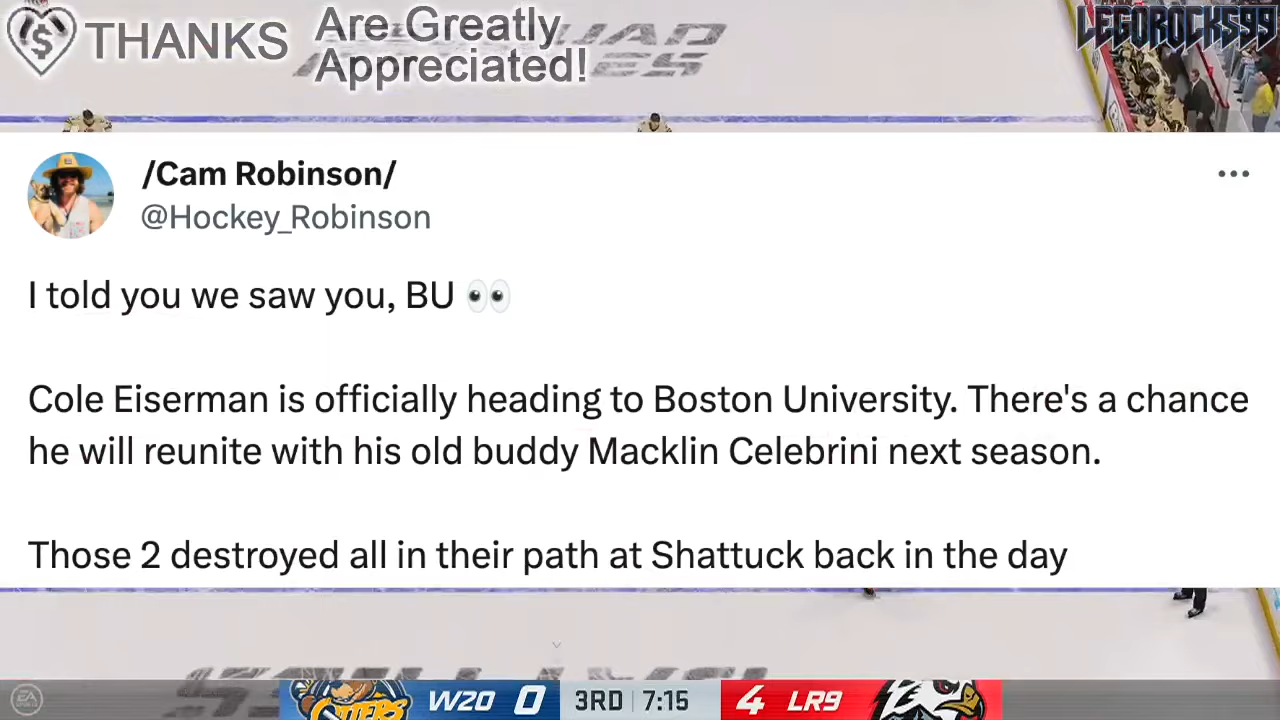 THANKS
Are Greatly
Appreciated!
LEGOROCKS99
/Cam Robinson/
@Hockey_Robinson
I told you we saw you, BU 👀
Cole Eiserman is officially heading to Boston University. There's a chance
he will reunite with his old buddy Macklin Celebrini next season.
Those 2 destroyed all in their path at Shattuck back in the day
EA
W20 0 3RD 7:15 4 LR9